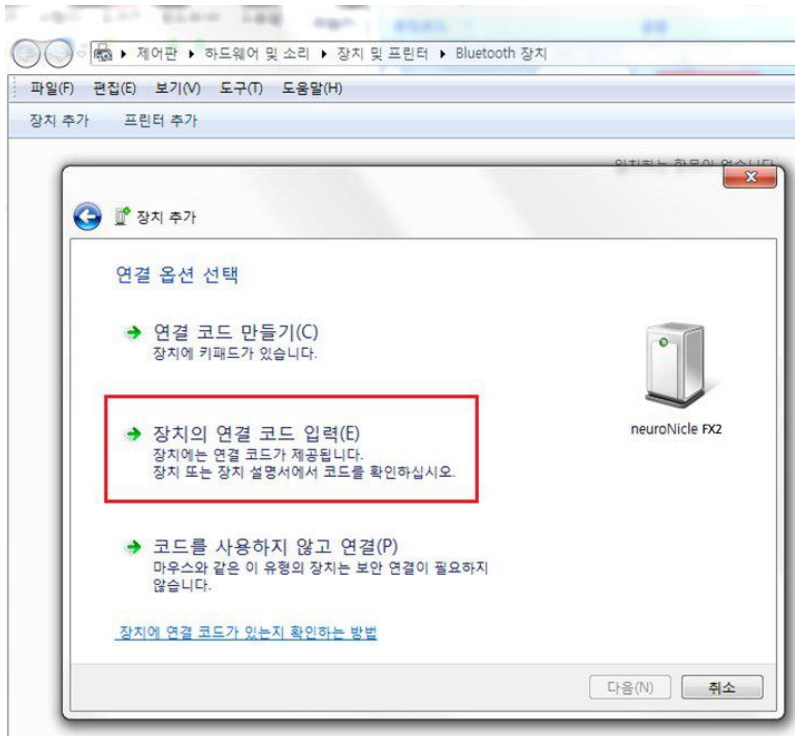 ▸ 제어판 ▸ 하드웨어 및 소리 ▸ 장치 및 프린터 ▸ Bluetooth 장치
파일(F) 편집(E) 보기(V) 도구(T) 도움말(H)
장치 추가 프린터 추가
장치 추가
연결 옵션 선택
연결 코드 만들기(C)
장치에 키패드가 있습니다.
장치의 연결 코드 입력(E)
장치에는 연결 코드가 제공됩니다.
장치 또는 장치 설명서에서 코드를 확인하십시오.
neuroNicle FX2
코드를 사용하지 않고 연결(P)
마우스와 같은 이 유형의 장치는 보안 연결이 필요하지
않습니다.
장치에 연결 코드가 있는지 확인하는 방법
다음(N) 취소